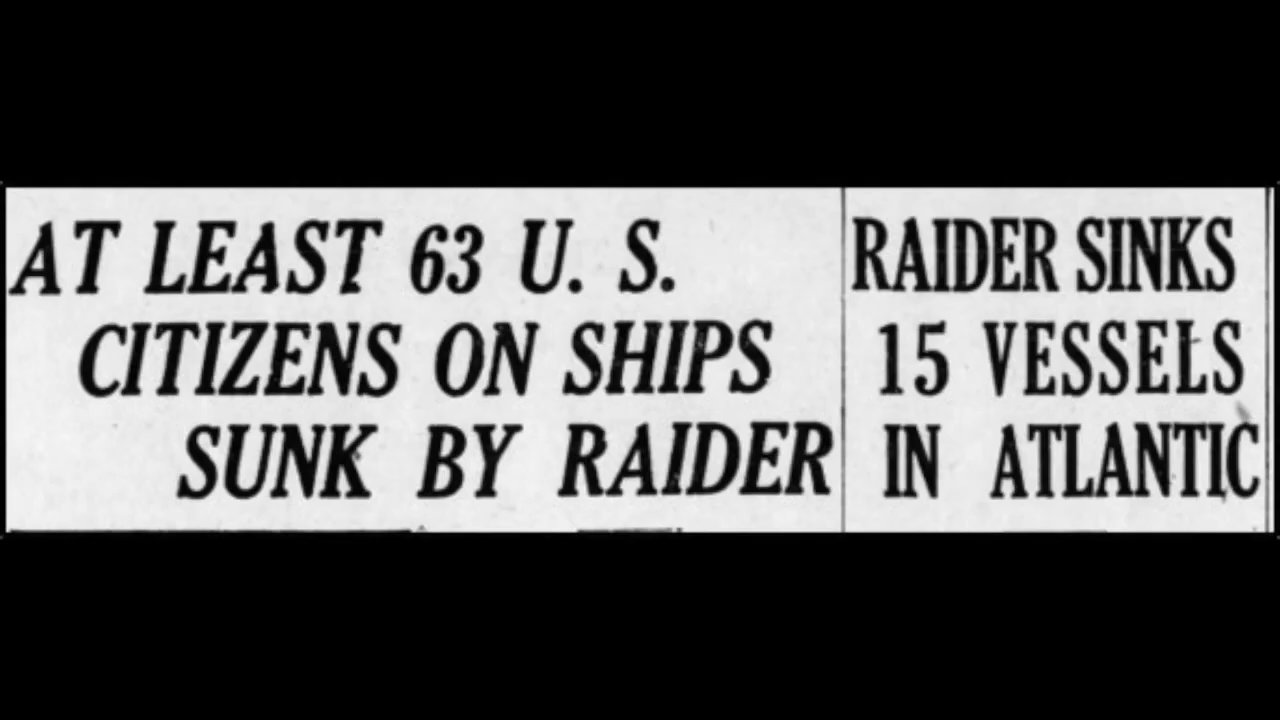 AT LEAST 63 U. S.
CITIZENS ON SHIPS
SUNK BY RAIDER
RAIDER SINKS
15 VESSELS
IN ATLANTIC